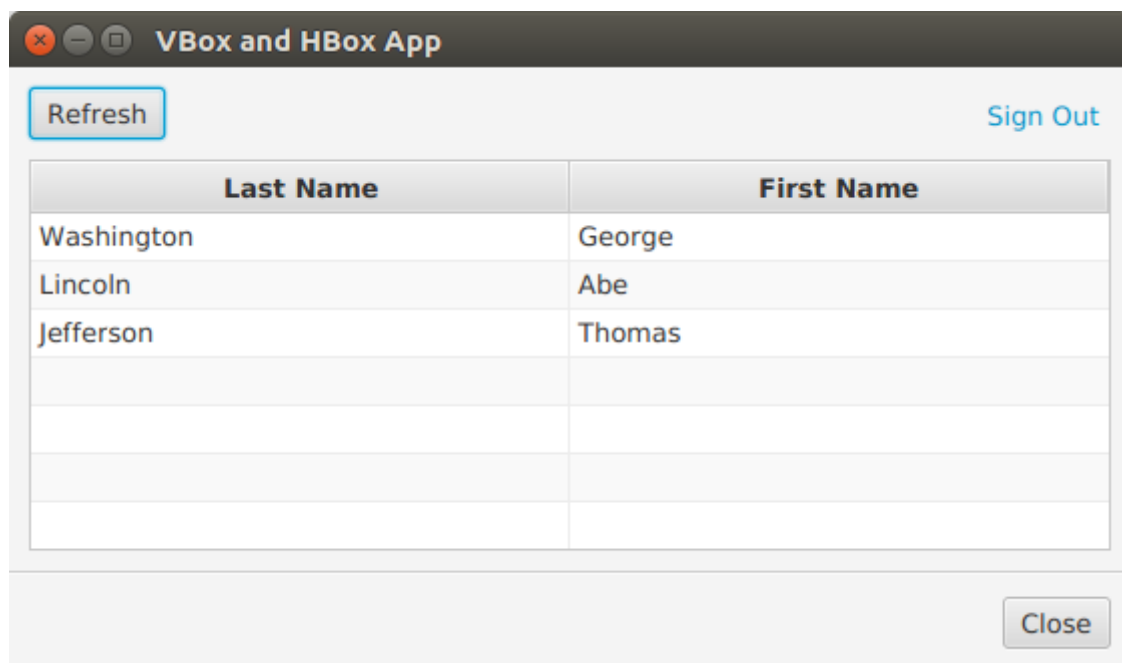 VBox and HBox App
Refresh Sign Out
Last Name First Name
Washington George
Lincoln Abe
Jefferson Thomas
Close